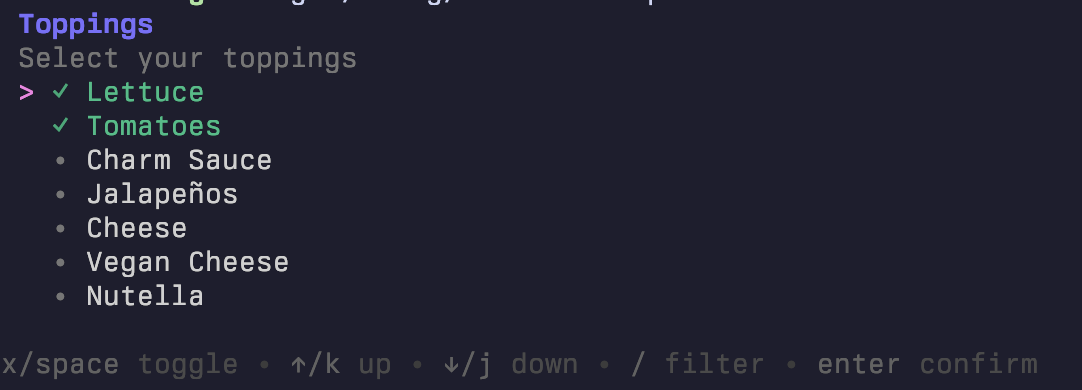 Toppings
Select your toppings
> ✓ Lettuce
✓ Tomatoes
• Charm Sauce
• Jalapeños
• Cheese
• Vegan Cheese
• Nutella
x/space toggle • ↑/k up • ↓/j down • / filter • enter confirm